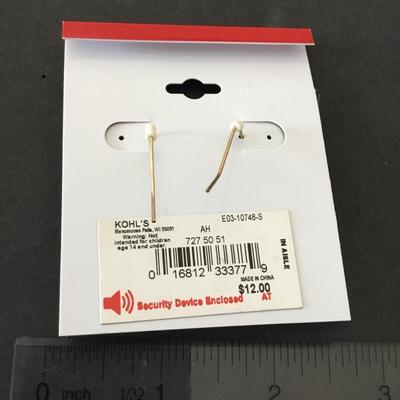 KOHL'S
Menomonee Falls, WI 53051
Warning: Not
intended for children
age 14 and under.
E03-10748-S
AH
727 50 51
IN AISLE
0 16812 33377 9
MADE IN CHINA
$12.00
Security Device Enclosed AT
0 inch 1/32 1 2 3